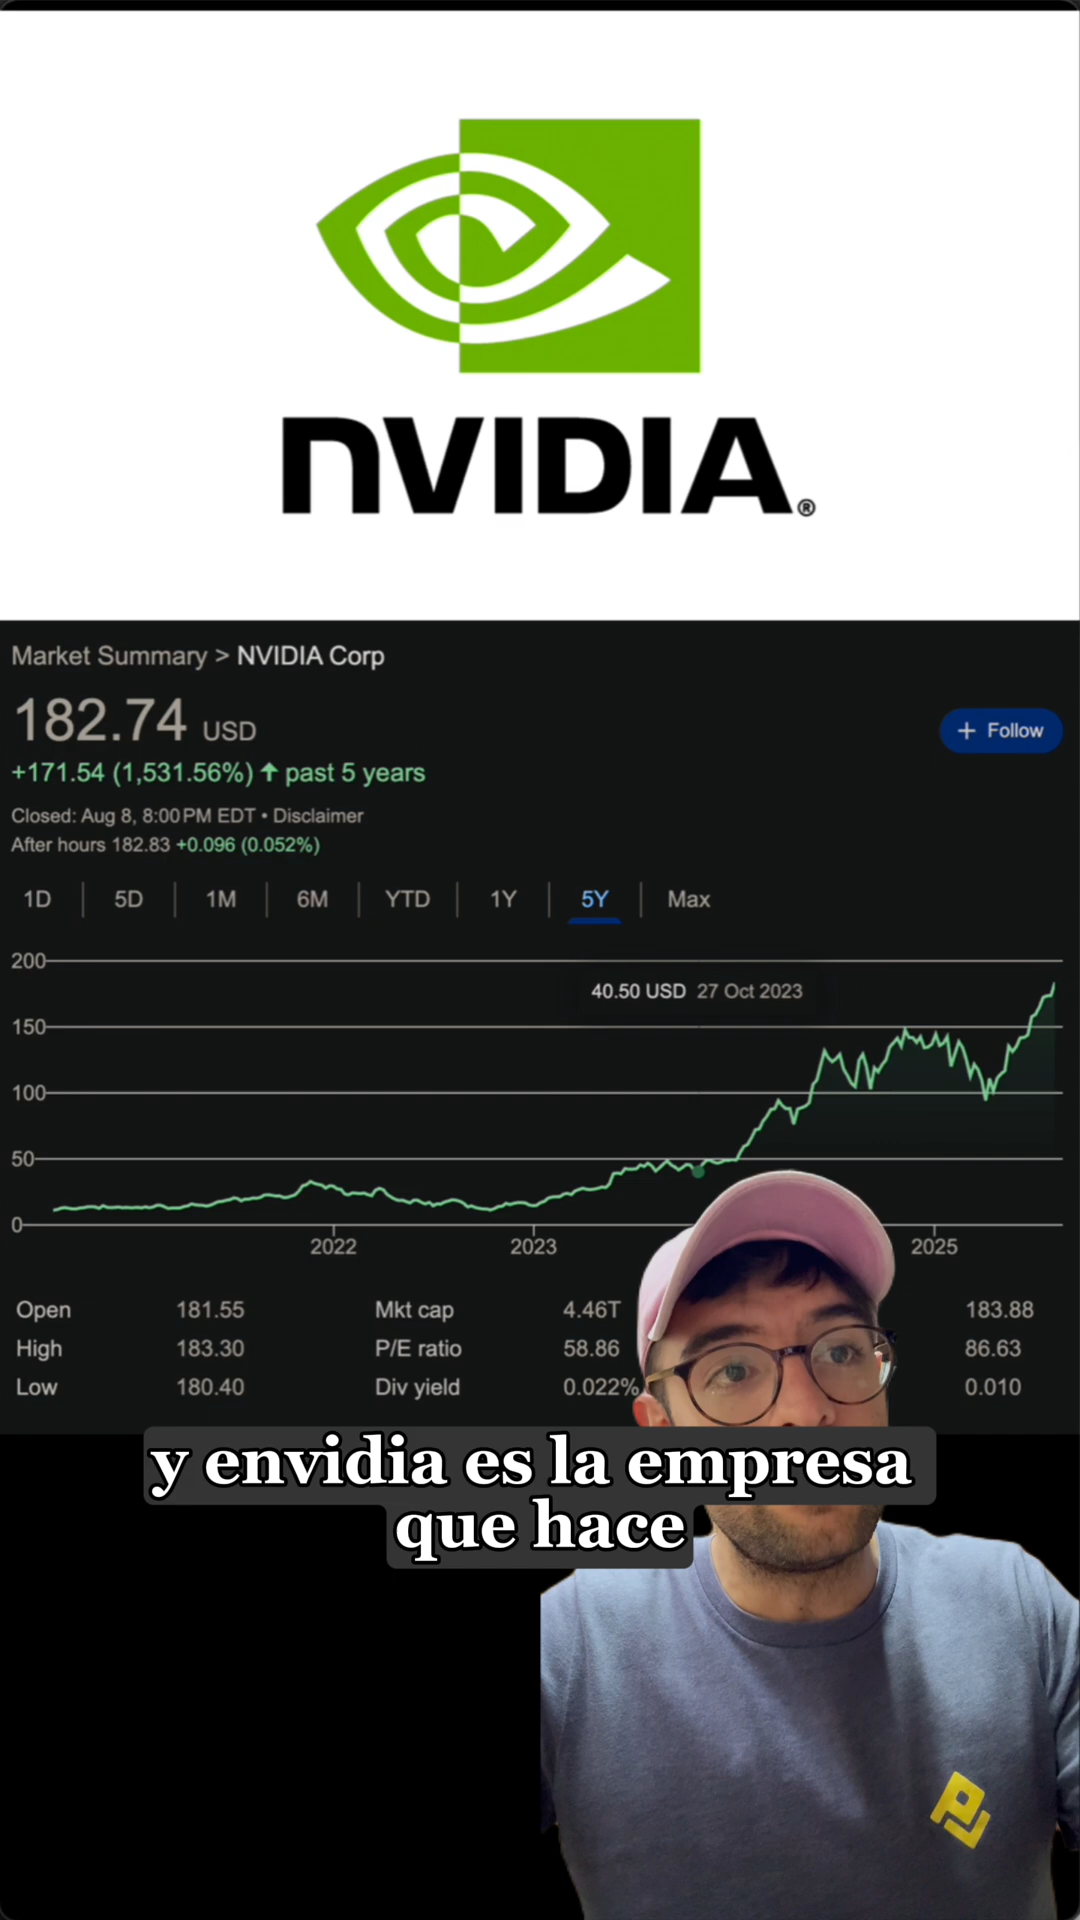 NVIDIA®
Market Summary > NVIDIA Corp
182.74 USD
+ Follow
+171.54 (1,531.56%) ↑ past 5 years
Closed: Aug 8, 8:00 PM EDT • Disclaimer
After hours 182.83 +0.096 (0.052%)
1D 5D 1M 6M YTD 1Y 5Y Max
200
40.50 USD 27 Oct 2023
150
100
50
0
2022 2023 2025
Open 181.55 Mkt cap 4.46T 183.88
High 183.30 P/E ratio 58.86 86.63
Low 180.40 Div yield 0.022% 0.010
y envidia es la empresa
que hace